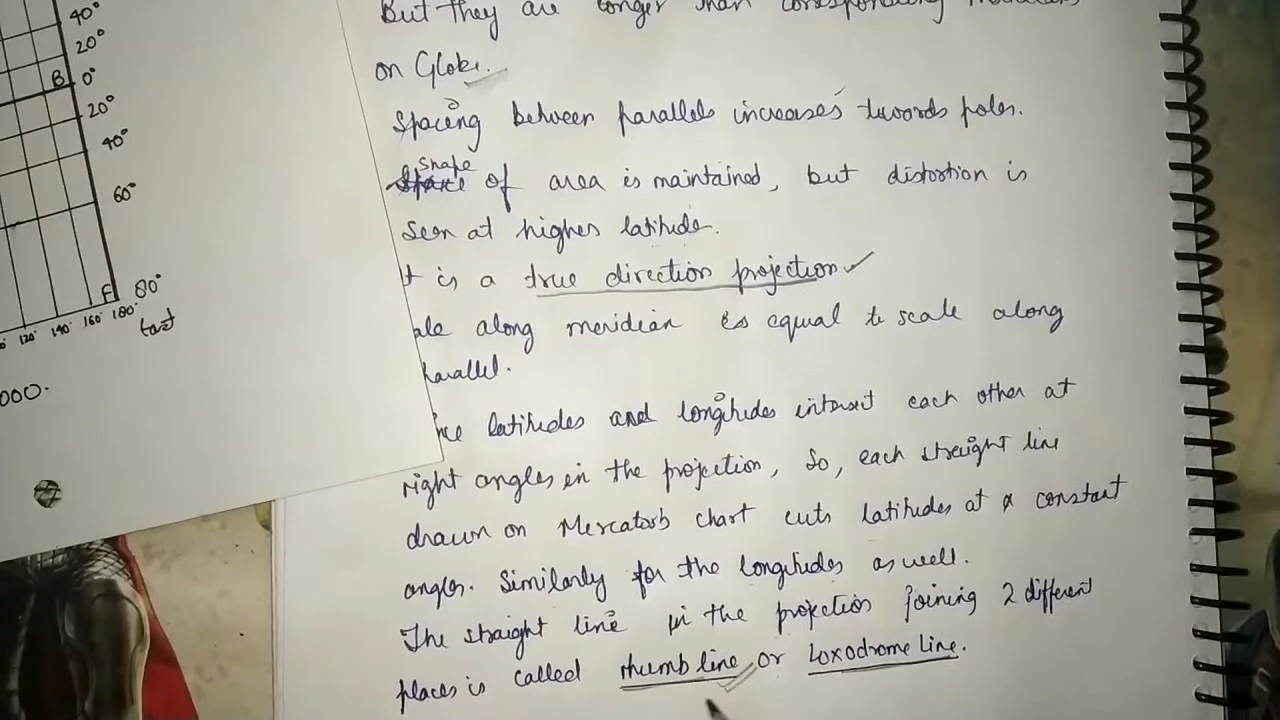 40°
20°
B 0°
20°
40°
60°
F 80°
120° 140° 160° 180°
East
000.
But they are longer than corresponding
on Globe.
Spacing between parallels increases towords poles.
Shape of area is maintained, but distortion is
seen at higher latitude.
t is a true direction projection ✓
ale along meridian is equal to scale along
parallel.
nce latitudes and longitudes intersect each other at
right angles in the projection, So, each streight line
drawn on Mercator's chart cuts latitudes at a constant
angles. Similarly for the longitudes as well.
The straight line in the projection joining 2 different
places is called rhumb line or Loxodrome Line.